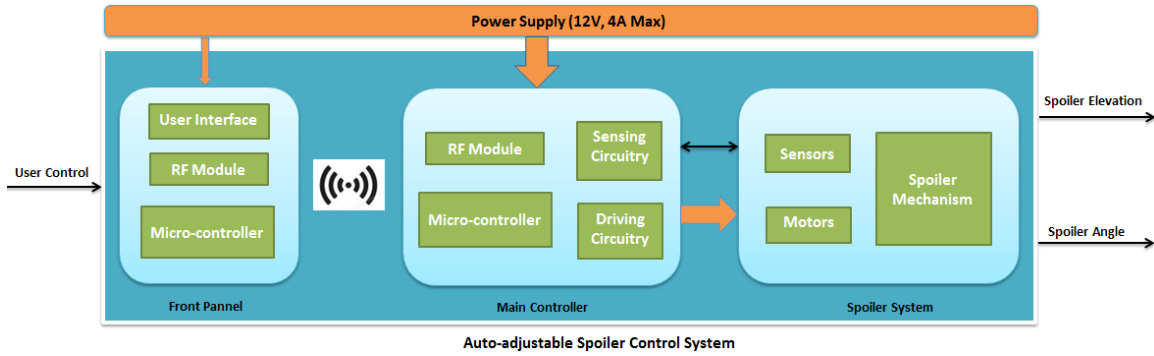 Power Supply (12V, 4A Max)
User Control
User Interface
RF Module
Micro-controller
Front Pannel
RF Module
Micro-controller
Sensing
Circuitry
Driving
Circuitry
Main Controller
Sensors
Motors
Spoiler
Mechanism
Spoiler System
Spoiler Elevation
Spoiler Angle
Auto-adjustable Spoiler Control System